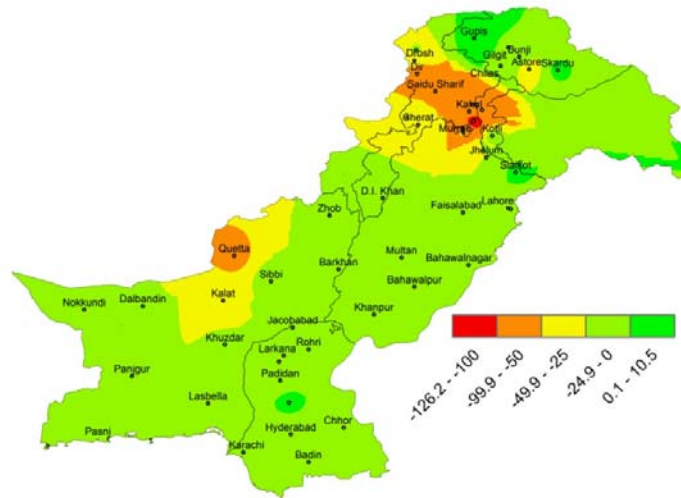 Gupis
Drosh
Bunji
Gilgit
Dir
Astore
Skardu
Chilas
Saidu Sharif
Kakul
Cherat
Kotli
Jhelum
Sialkot
D.I. Khan
Zhob
Faisalabad
Lahore
Quetta
Multan
Bahawalnagar
Barkhan
Sibbi
Bahawalpur
Nokkundi
Dalbandin
Kalat
Khanpur
Jacobabad
Khuzdar
Rohri
Larkana
Panjgur
Padidan
Lasbella
Chhor
Pasni
Hyderabad
Karachi
Badin
-126.2 - -100
-99.9 - -50
-49.9 - -25
-24.9 - 0
0.1 - 10.5